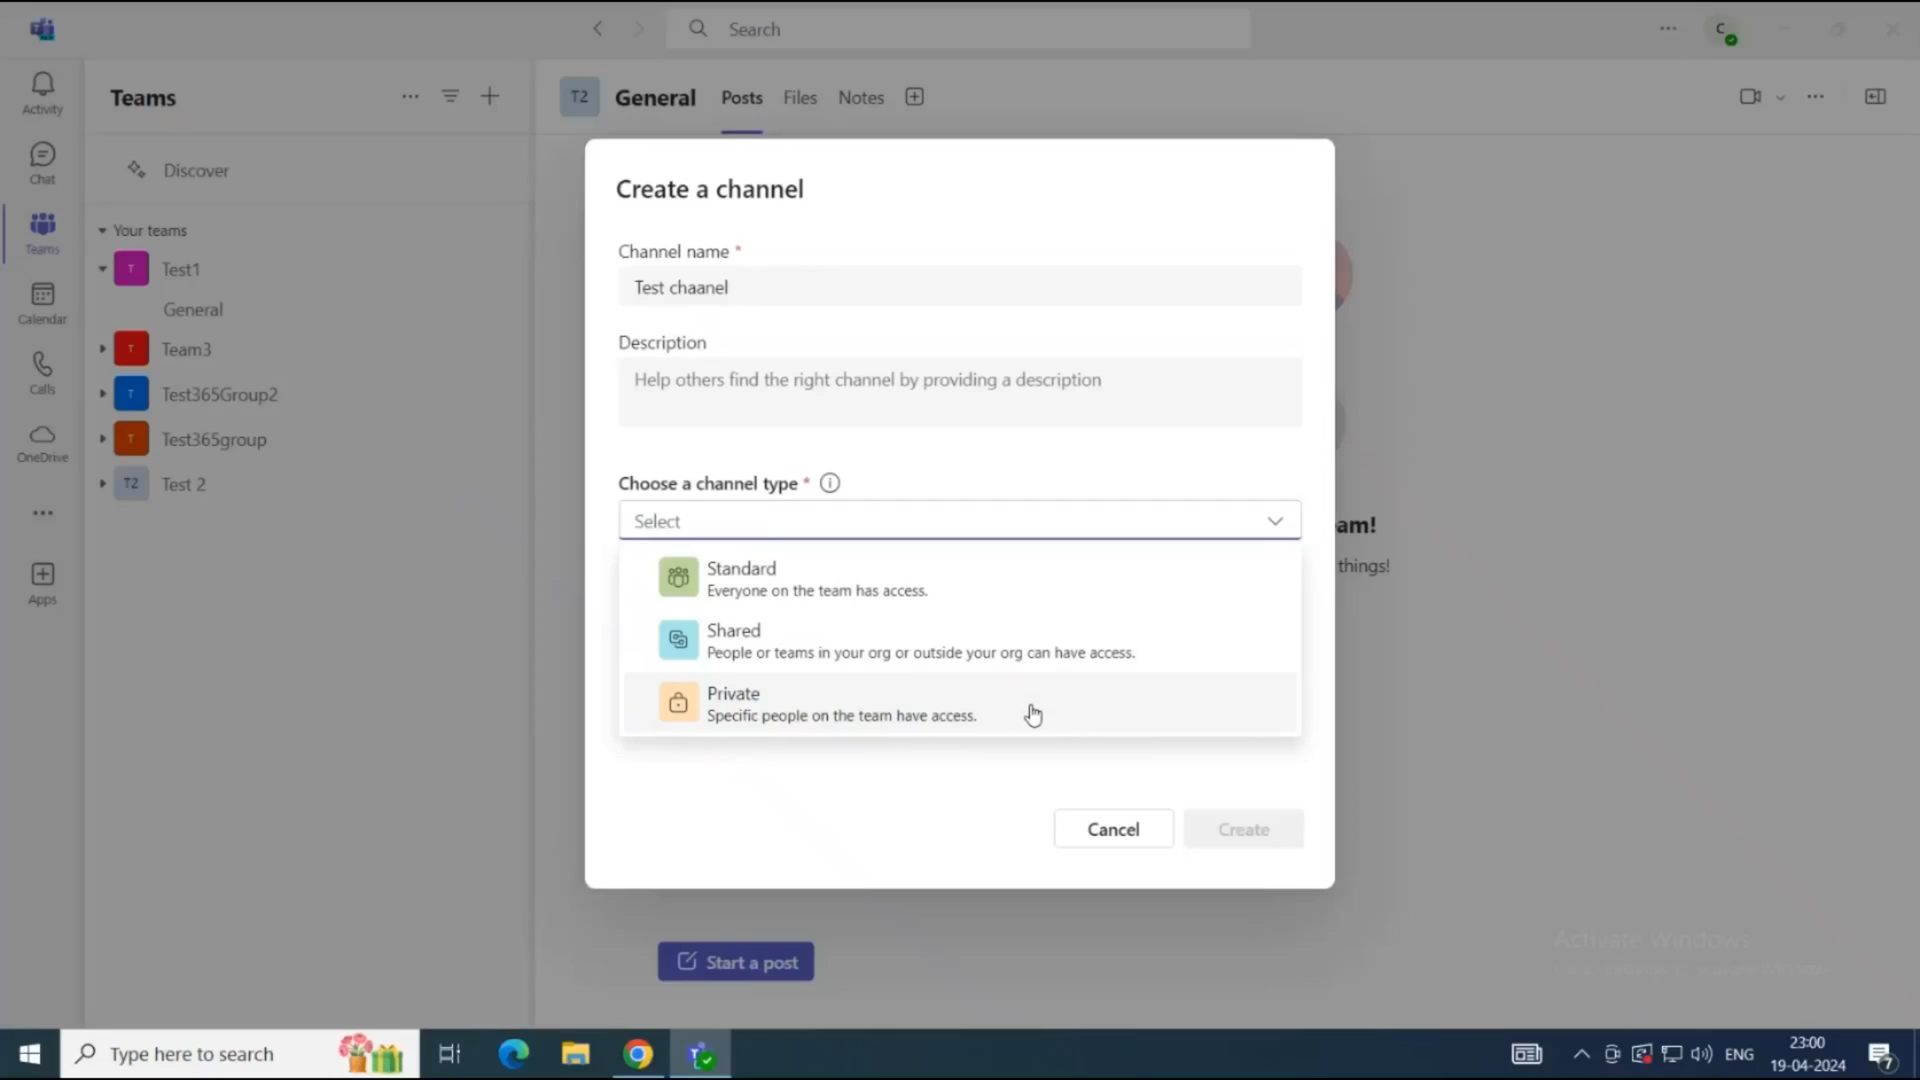 Search
C
Activity
Chat
Teams
Calendar
Calls
OneDrive
Apps
Teams
Discover
Your teams
T Test1
General
T Team3
T Test365Group2
T Test365group
T2 Test 2
T2 General Posts Files Notes
Create a channel
Channel name *
Test chaanel
Description
Help others find the right channel by providing a description
Choose a channel type *
Select
Standard
Everyone on the team has access.
Shared
People or teams in your org or outside your org can have access.
Private
Specific people on the team have access.
Cancel
Create
am!
things!
Start a post
Activate Windows
Type here to search
ENG
23:00
19-04-2024
7